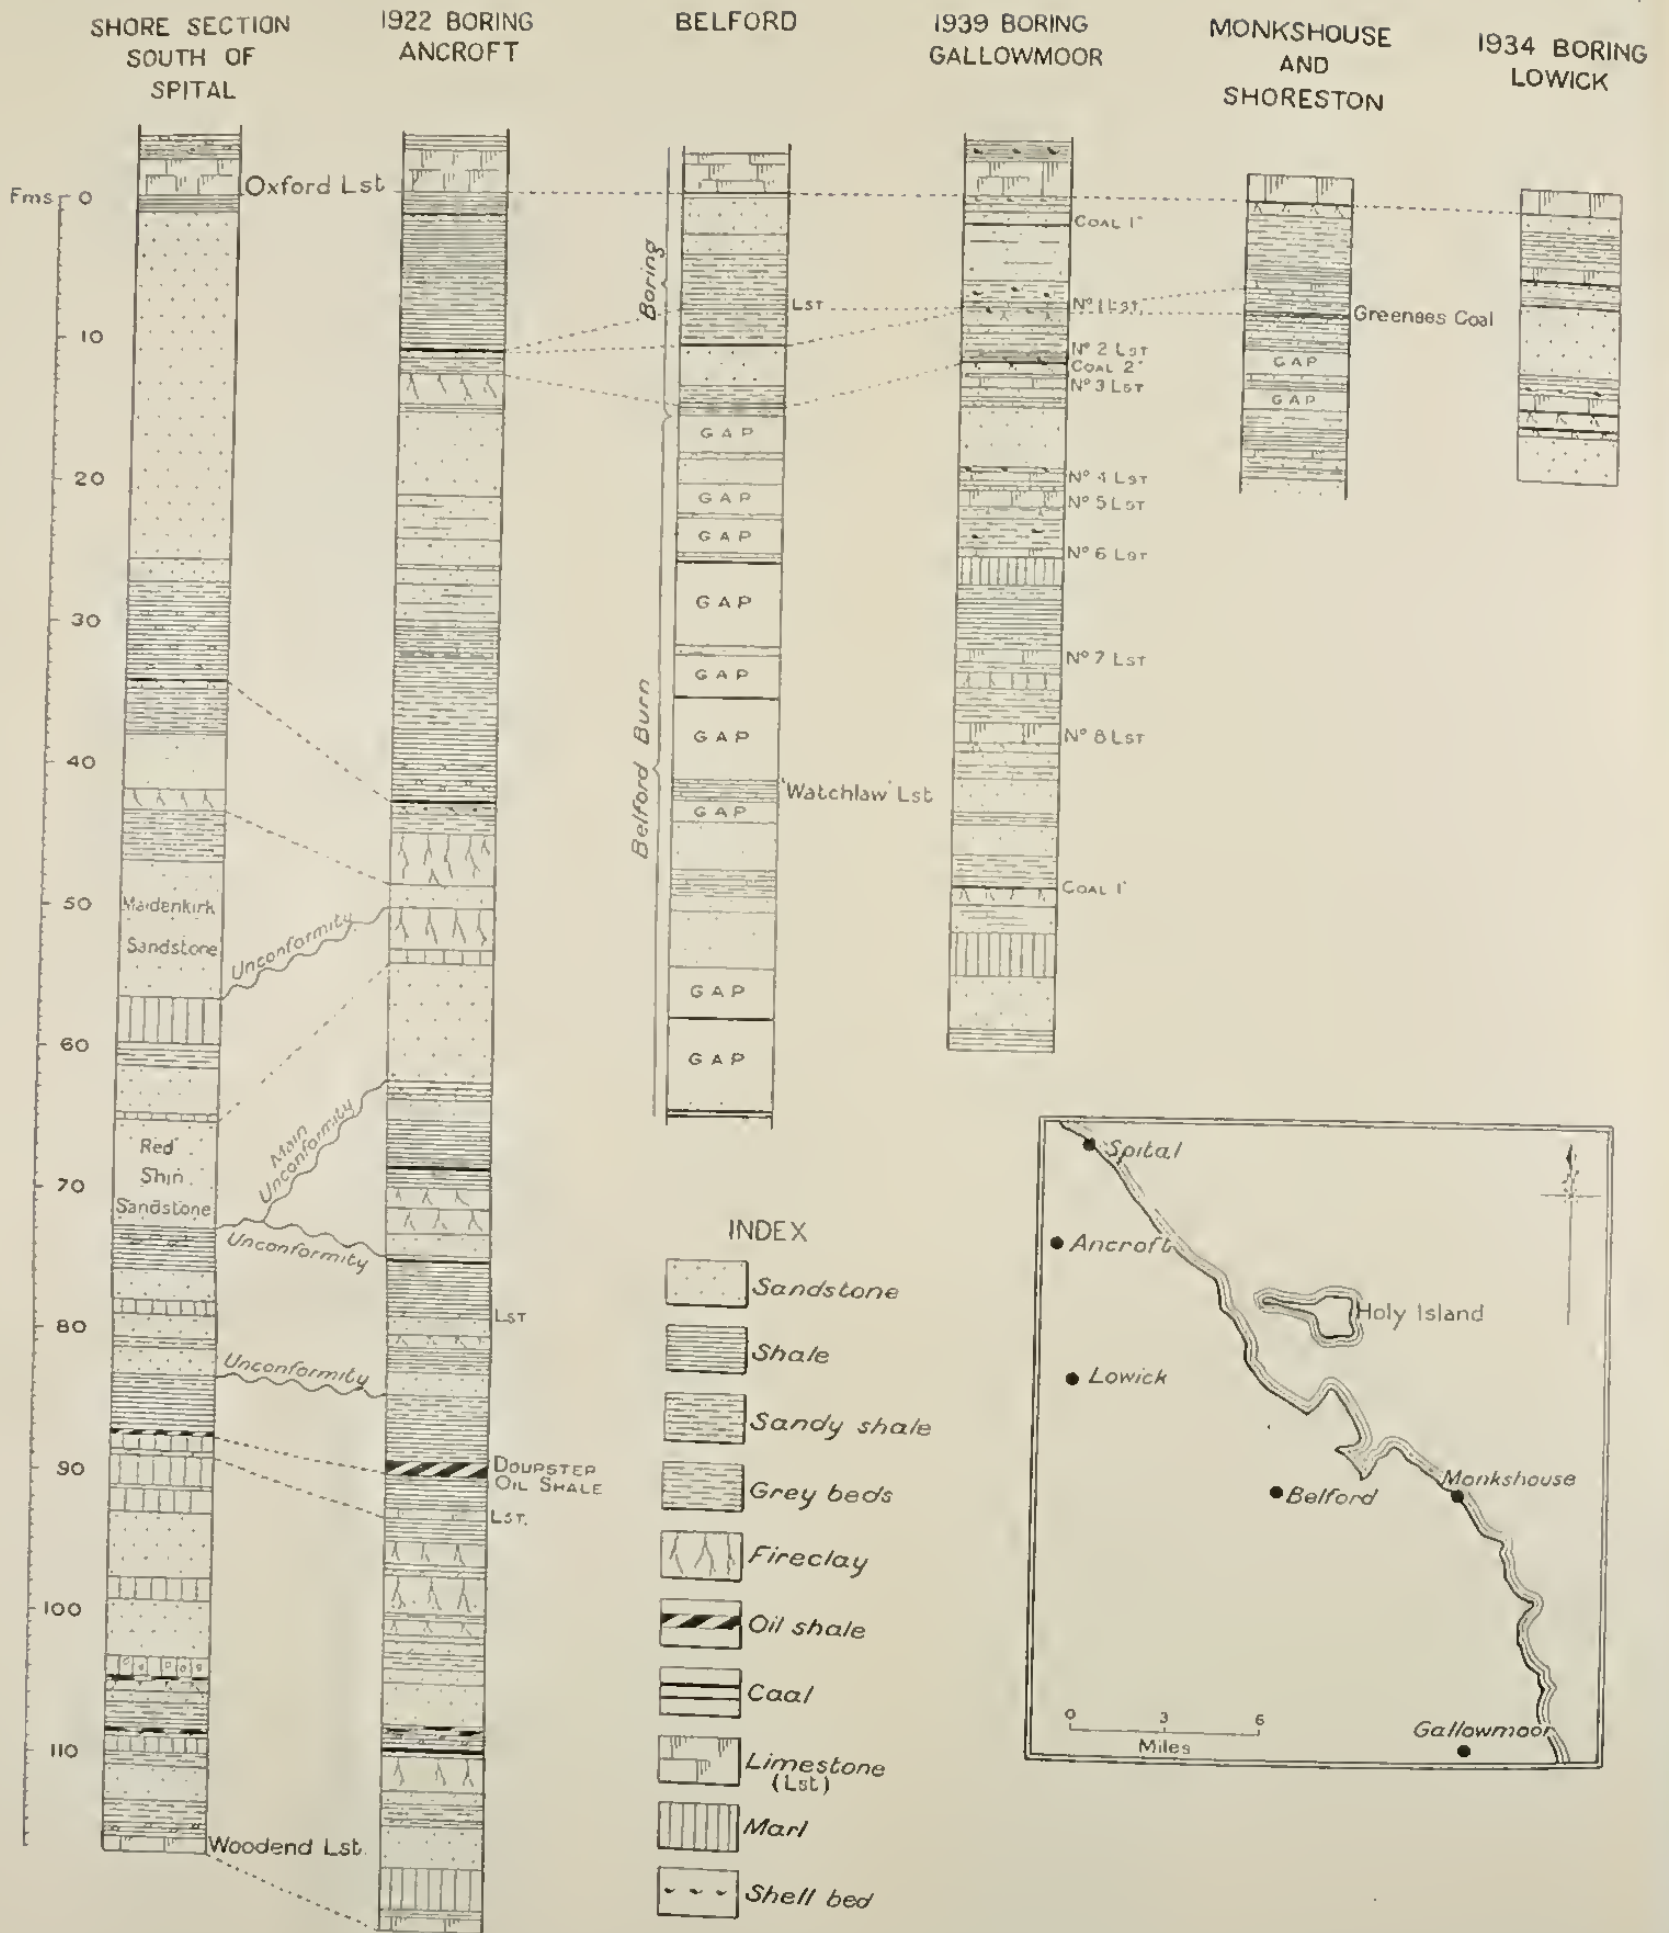 SHORE SECTION
SOUTH OF
SPITAL
1922 BORING
ANCROFT
BELFORD
1939 BORING
GALLOWMOOR
MONKSHOUSE
AND
SHORESTON
1934 BORING
LOWICK
Fms 0
10
20
30
40
50
60
70
80
90
100
110
Oxford Lst
Maidenkirk
Sandstone
Red
Shin
Sandstone
Woodend Lst.
Unconformity
Main
Unconformity
Unconformity
Unconformity
LST
DOUPSTER
OIL SHALE
LST.
Boring
Belford Burn
LST
GAP
GAP
GAP
GAP
GAP
GAP
'Watchlaw' Lst
GAP
GAP
GAP
COAL 1"
Nº 1 LST.
Nº 2 LST
COAL 2"
Nº 3 LST
Nº 4 LST
Nº 5 LST
Nº 6 LST
Nº 7 LST
Nº 8 LST
COAL 1"
Greenses Coal
GAP
GAP
INDEX
Sandstone
Shale
Sandy shale
Grey beds
Fireclay
Oil shale
Caal
Limestone
(Lst)
Marl
Shell bed
Spital
Ancroft
Holy Island
Lowick
Monkshouse
Belford
0 3 6
Miles
Gallowmoor